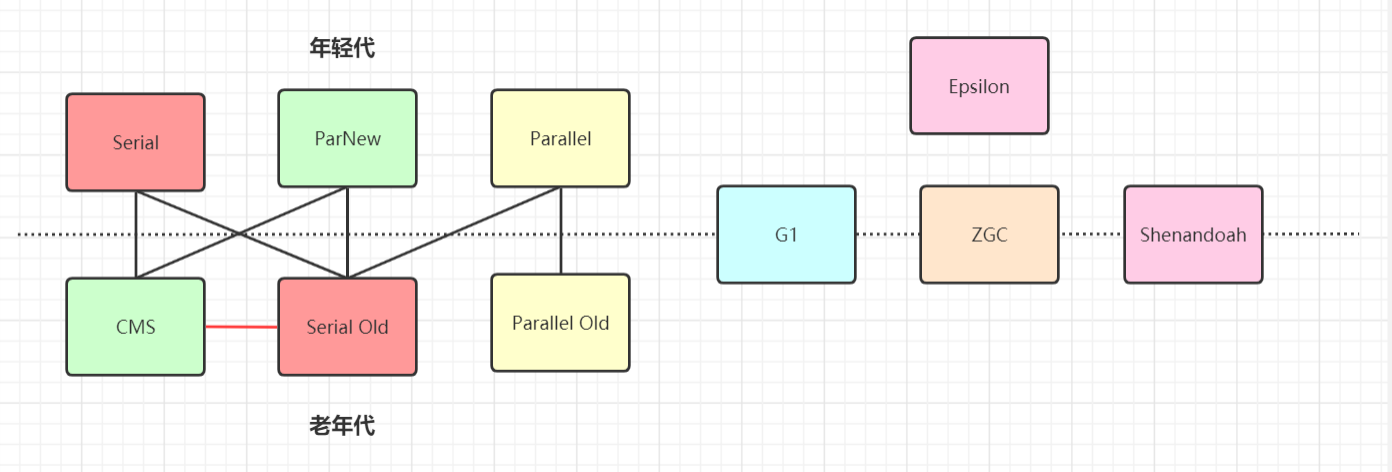 年轻代
Epsilon
Serial
ParNew
Parallel
G1
ZGC
Shenandoah
CMS
Serial Old
Parallel Old
老年代